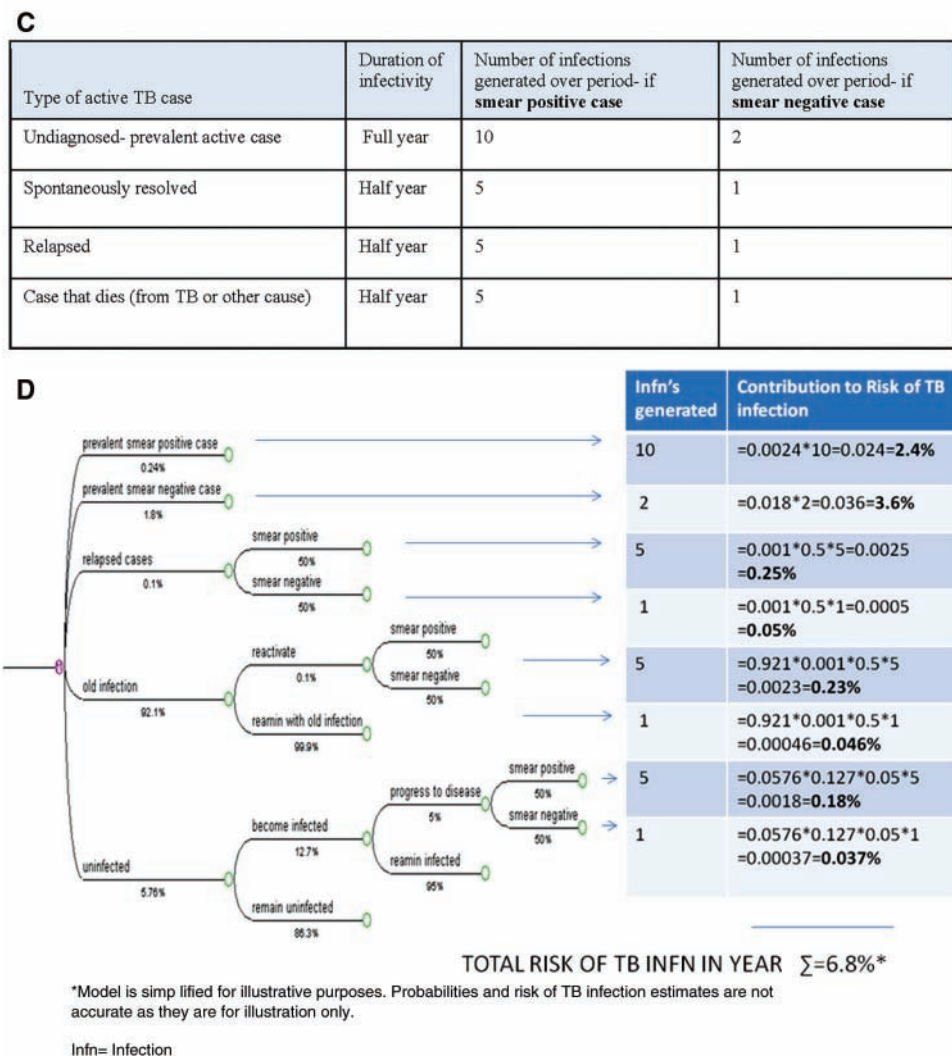 C
Type of active TB case
Duration of
infectivity
Number of infections
generated over period- if
smear positive case
Number of infections
generated over period- if
smear negative case
Undiagnosed- prevalent active case
Full year
10
2
Spontaneously resolved
Half year
5
1
Relapsed
Half year
5
1
Case that dies (from TB or other cause)
Half year
5
1
D
Infn's
generated
Contribution to Risk of TB
infection
prevalent smear positive case
0.24%
10
=0.0024*10=0.024=2.4%
prevalent smear negative case
1.8%
2
=0.018*2=0.036=3.6%
relapsed cases
0.1%
smear positive
50%
5
=0.001*0.5*5=0.0025
=0.25%
smear negative
50%
1
=0.001*0.5*1=0.0005
=0.05%
old infection
92.1%
reactivate
0.1%
smear positive
50%
5
=0.921*0.001*0.5*5
=0.0023=0.23%
smear negative
50%
1
=0.921*0.001*0.5*1
=0.00046=0.046%
reamin with old infection
99.9%
uninfected
5.76%
become infected
12.7%
progress to disease
5%
smear positive
50%
5
=0.0576*0.127*0.05*5
=0.0018=0.18%
smear negative
50%
1
=0.0576*0.127*0.05*1
=0.00037=0.037%
reamin infected
95%
remain uninfected
86.3%
TOTAL RISK OF TB INFN IN YEAR ∑=6.8%*
*Model is simp lified for illustrative purposes. Probabilities and risk of TB infection estimates are not
accurate as they are for illustration only.
Infn= Infection